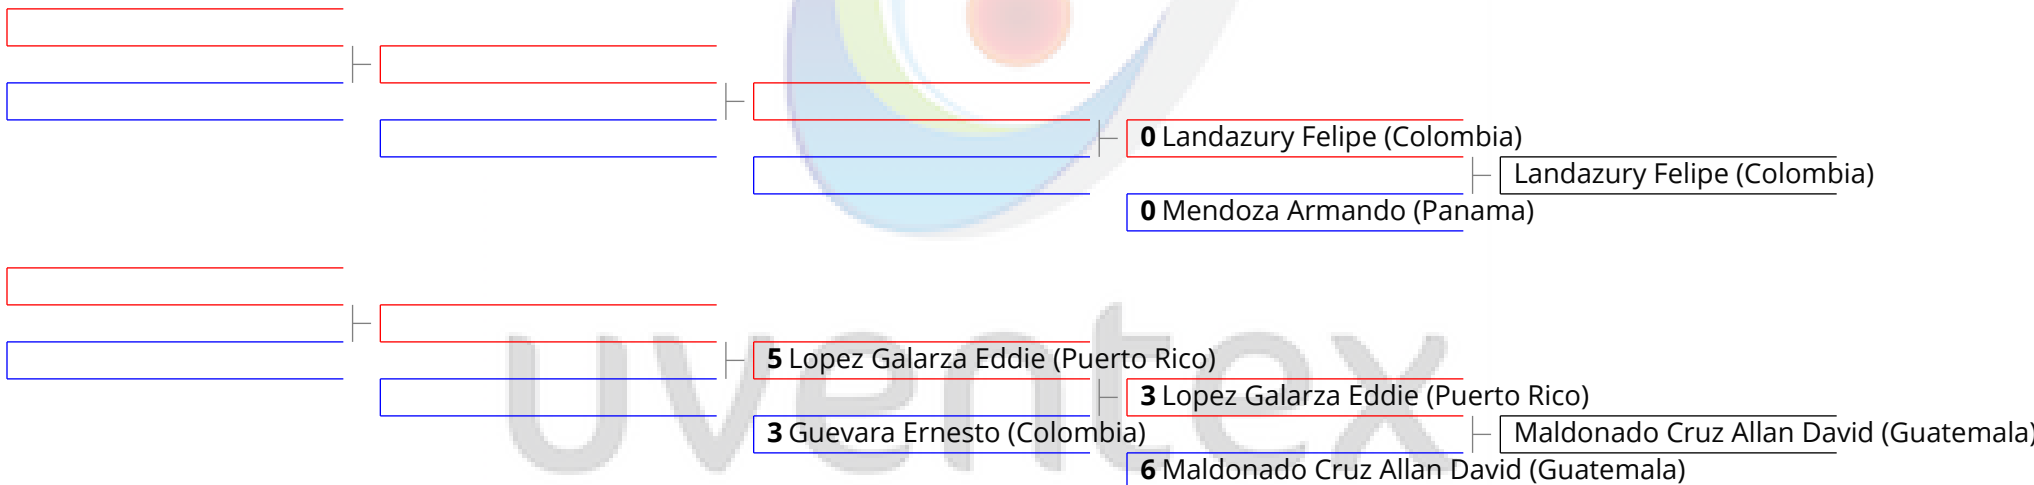 0 Landazury Felipe (Colombia)
Landazury Felipe (Colombia)
0 Mendoza Armando (Panama)
5 Lopez Galarza Eddie (Puerto Rico)
3 Lopez Galarza Eddie (Puerto Rico)
3 Guevara Ernesto (Colombia)
Maldonado Cruz Allan David (Guatemala)
6 Maldonado Cruz Allan David (Guatemala)
uventex